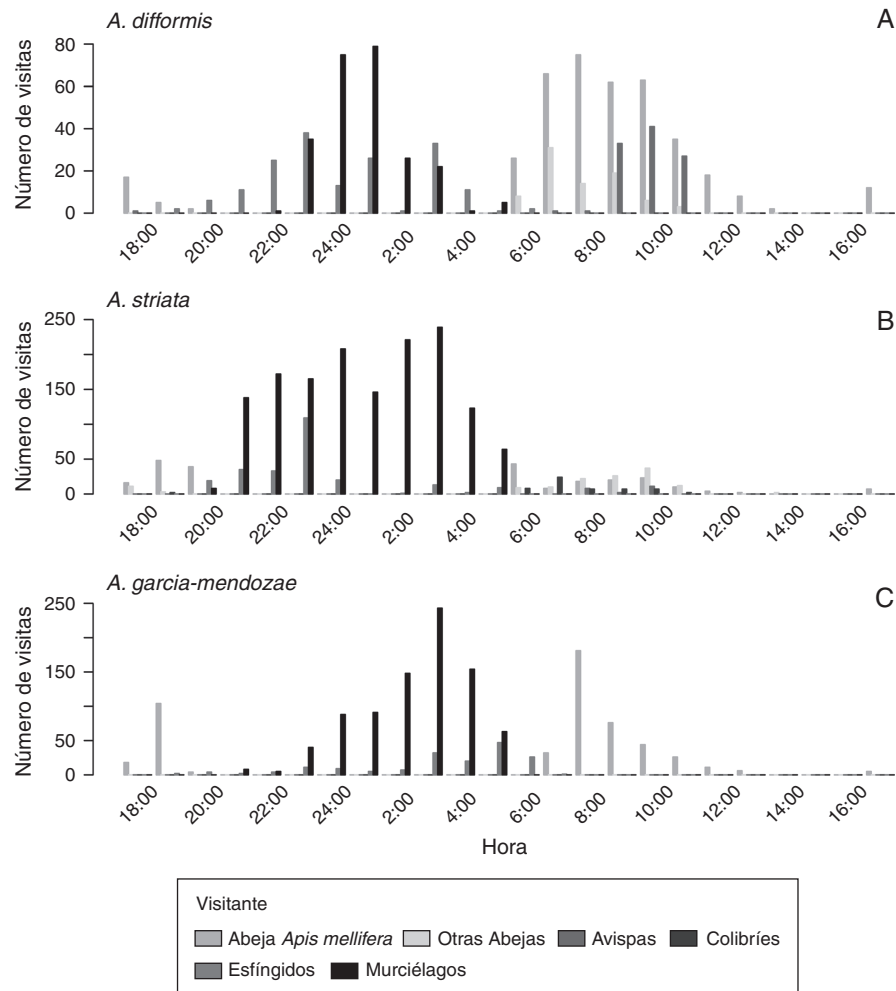 A. difformis
A
Número de visitas
80
60
40
20
0
18:00 20:00 22:00 24:00 2:00 4:00 6:00 8:00 10:00 12:00 14:00 16:00
A. striata
B
Número de visitas
250
150
50
0
18:00 20:00 22:00 24:00 2:00 4:00 6:00 8:00 10:00 12:00 14:00 16:00
A. garcia-mendozae
C
Número de visitas
250
150
50
0
18:00 20:00 22:00 24:00 2:00 4:00 6:00 8:00 10:00 12:00 14:00 16:00
Hora
Visitante
Abeja Apis mellifera Otras Abejas Avispas Colibríes
Esfíngidos Murciélagos